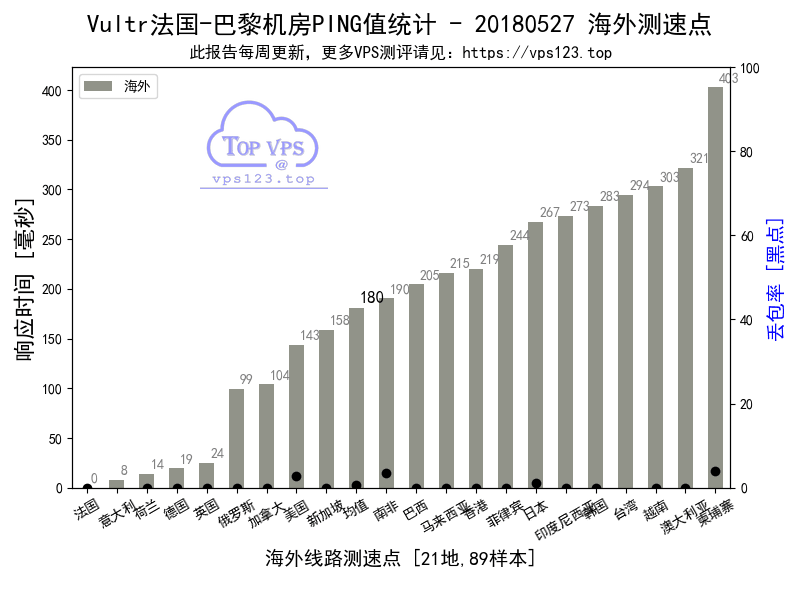 Vultr法国-巴黎机房PING值统计 - 20180527 海外测速点
此报告每周更新，更多VPS测评请见：https://vps123.top
海外
TOP VPS
@
vps123.top
响应时间 [毫秒]
400
350
300
250
200
150
100
50
0
0
8
14
19
24
99
104
143
158
180
190
205
215
219
244
267
273
283
294
303
321
403
100
80
60
40
20
0
丢包率 [黑点]
法国
意大利
荷兰
德国
英国
俄罗斯
加拿大
美国
新加坡
均值
南非
巴西
马来西亚
香港
菲律宾
日本
印度尼西亚
韩国
台湾
越南
澳大利亚
柬埔寨
海外线路测速点 [21地,89样本]